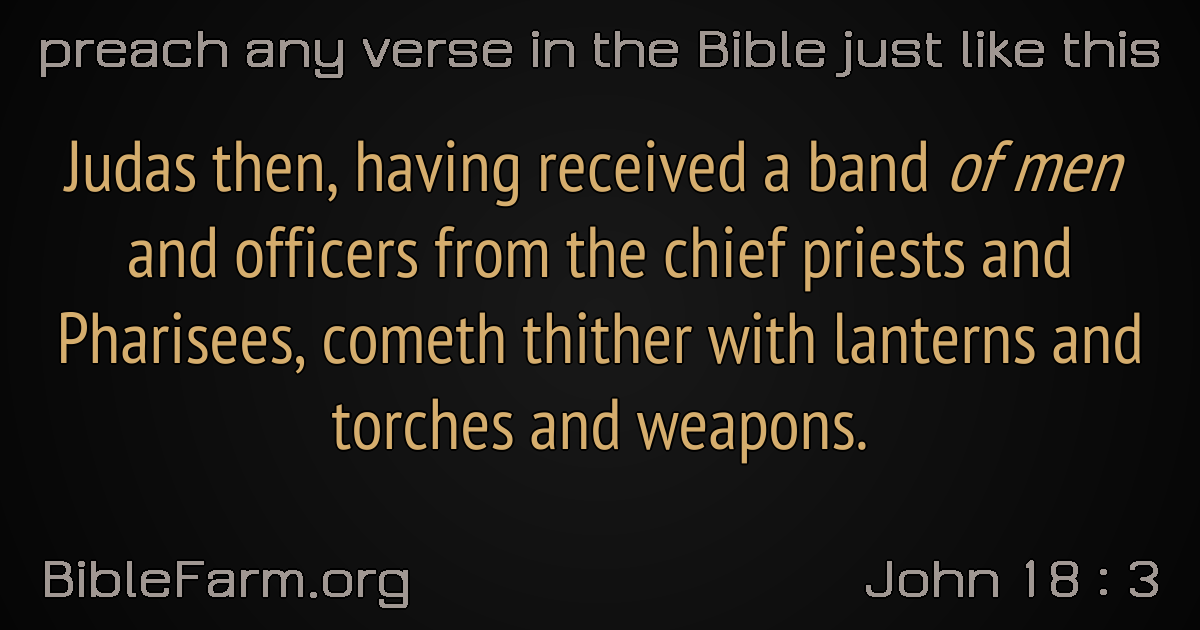 preach any verse in the Bible just like this
Judas then, having received a band of men
and officers from the chief priests and
Pharisees, cometh thither with lanterns and
torches and weapons.
BibleFarm.org
John 18 : 3